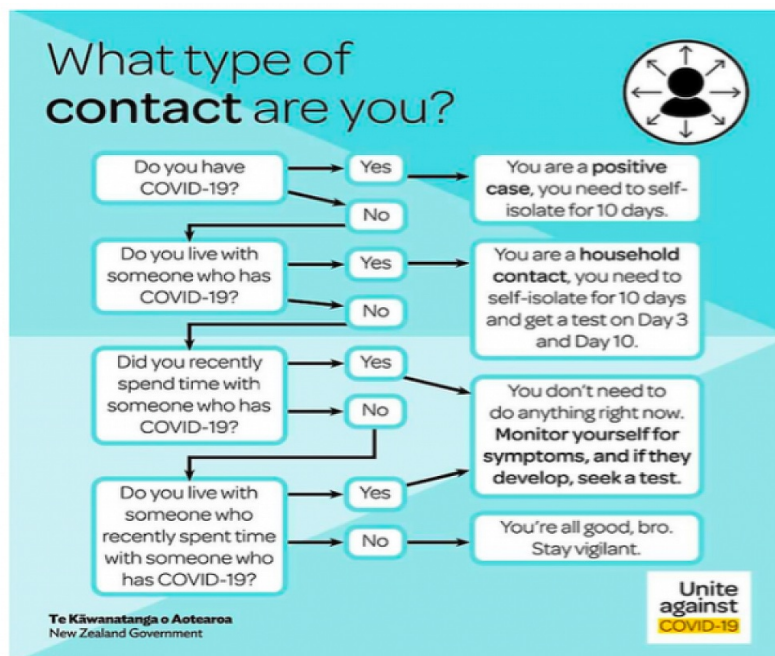 What type of
contact are you?
Do you have
COVID-19?
Yes
You are a positive
case, you need to self-
isolate for 10 days.
No
Do you live with
someone who has
COVID-19?
Yes
You are a household
contact, you need to
self-isolate for 10 days
and get a test on Day 3
and Day 10.
No
Did you recently
spend time with
someone who has
COVID-19?
Yes
No
You don't need to
do anything right now.
Monitor yourself for
symptoms, and if they
develop, seek a test.
Do you live with
someone who
recently spent time
with someone who
has COVID-19?
Yes
No
You're all good, bro.
Stay vigilant.
Te Kāwanatanga o Aotearoa
New Zealand Government
Unite
against
COVID-19